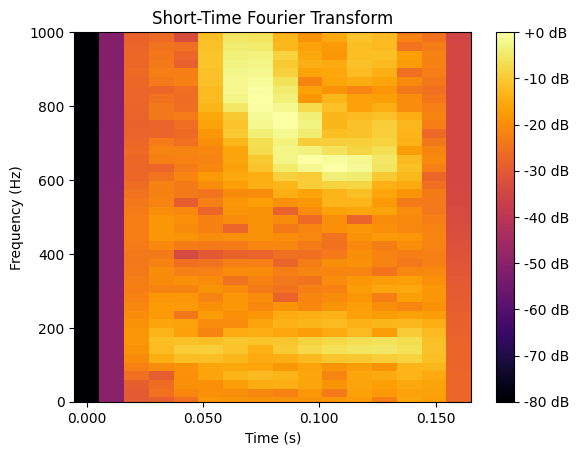 Short-Time Fourier Transform
1000
800
600
400
200
0
Frequency (Hz)
0.000
0.050
0.100
0.150
Time (s)
+0 dB
-10 dB
-20 dB
-30 dB
-40 dB
-50 dB
-60 dB
-70 dB
-80 dB